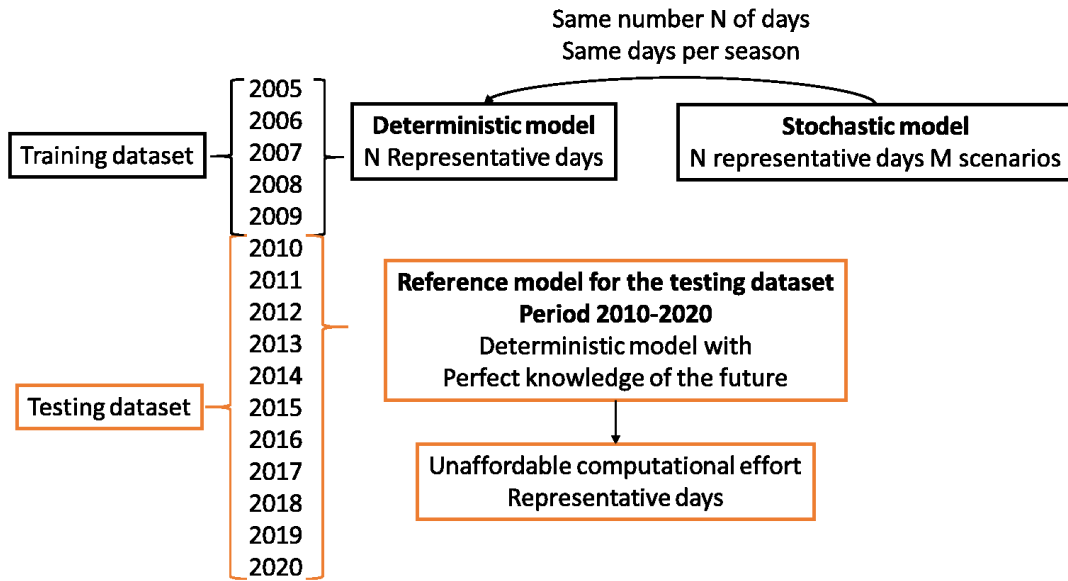 Same number N of days
Same days per season
Training dataset
2005
2006
2007
2008
2009
Deterministic model
N Representative days
Stochastic model
N representative days M scenarios
Testing dataset
2010
2011
2012
2013
2014
2015
2016
2017
2018
2019
2020
Reference model for the testing dataset
Period 2010-2020
Deterministic model with
Perfect knowledge of the future
Unaffordable computational effort
Representative days